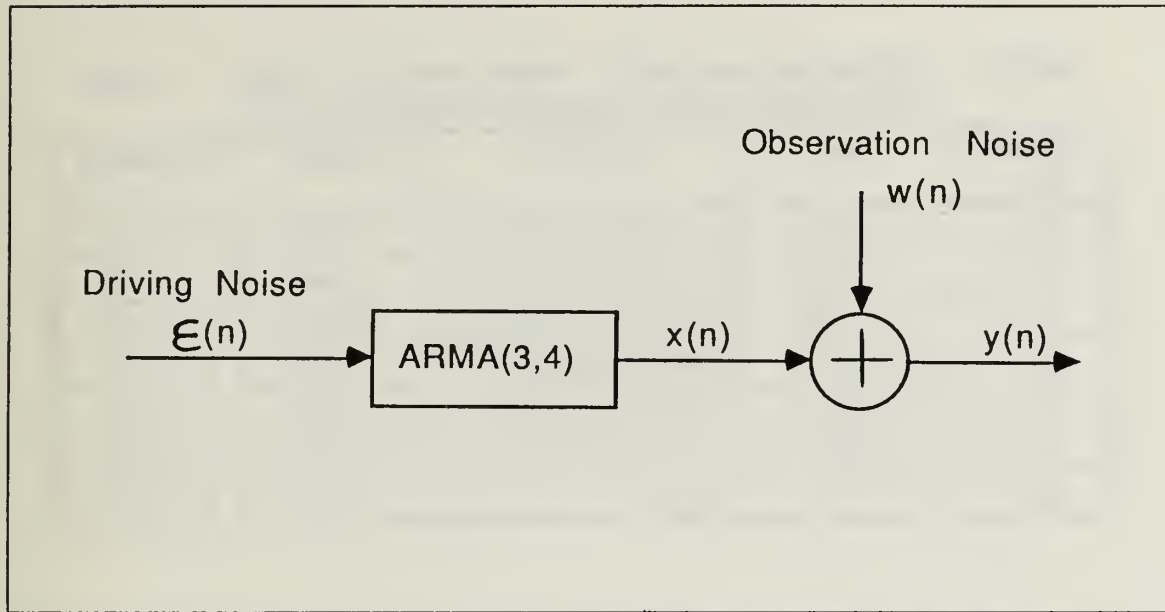 Observation Noise
w(n)
Driving Noise
ε(n)
ARMA(3,4)
x(n)
y(n)